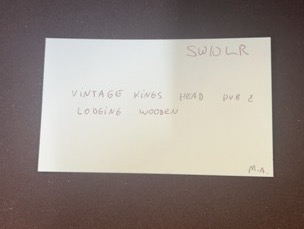 SW10LR
VINTAGE KINGS HEAD PUB 2
LODGING WOODEN
M.A.